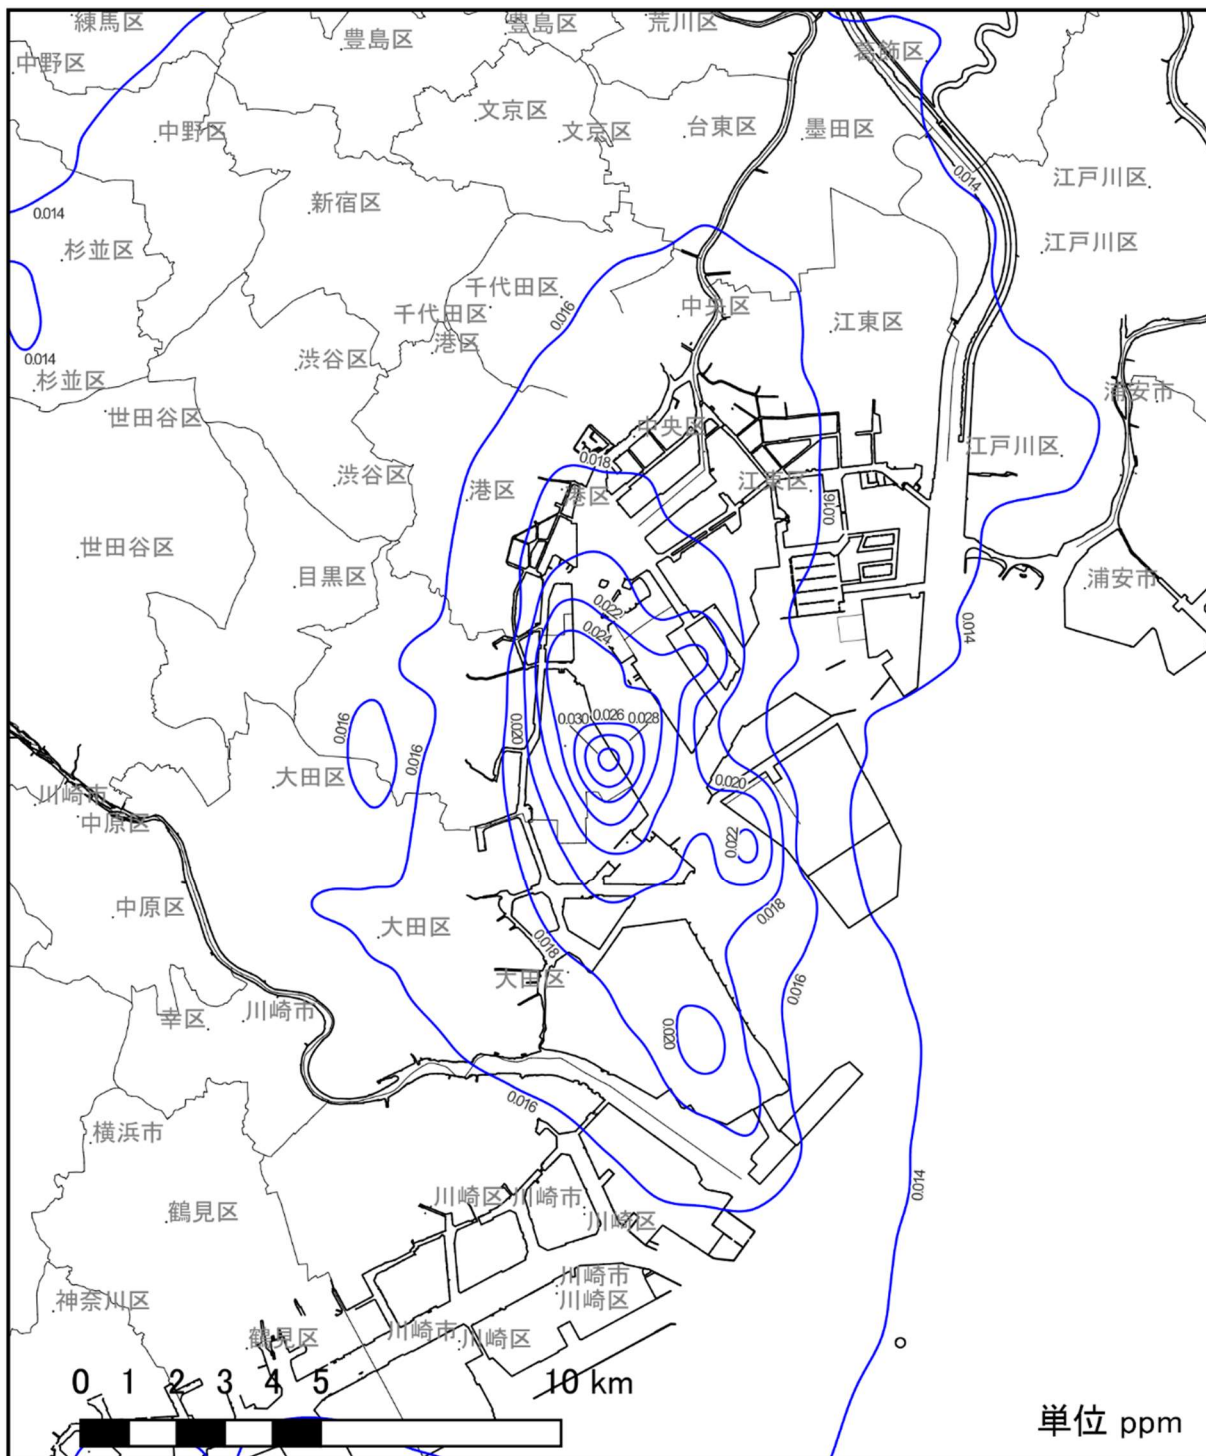 練馬区
豊島区
豊島区
荒川区
葛飾区
中野区
中野区
文京区
文京区
台東区
墨田区
江戸川区
0.014
0.014
新宿区
杉並区
江戸川区
千代田区
千代田区
0.016
中央区
江東区
港区
0.014
渋谷区
杉並区
浦安市
世田谷区
中央区
江戸川区
0.018
渋谷区
港区
港区
江東区
0.016
世田谷区
目黒区
浦安市
0.022
0.024
0.014
0.016
0.020
0.030
0.026
0.028
0.016
大田区
0.020
川崎市
中原区
0.022
中原区
大田区
0.018
0.018
大田区
0.016
幸区
川崎市
0.020
0.016
横浜市
0.014
鶴見区
川崎区
川崎市
川崎区
川崎市
川崎区
神奈川区
鶴見区
川崎市
川崎区
0 1 2 3 4 5 10 km
単位 ppm